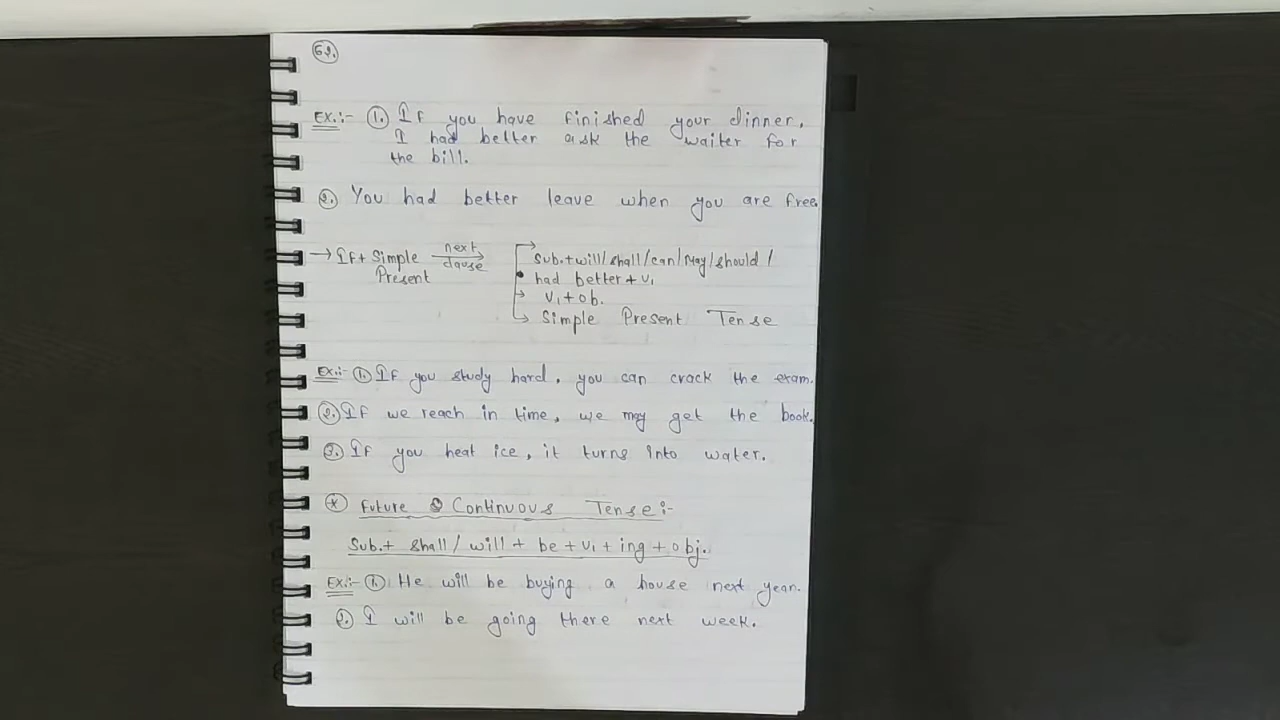 62.
Ex.:- 1. If you have finished your dinner,
I had better ask the waiter for
the bill.
2. You had better leave when you are free.
→ If + Simple Present next clause → Sub. + will/shall/can/May/should/
had better + V1
→ V1 + ob.
→ Simple Present Tense
Ex.:- 1. If you study hard, you can crack the exam.
2. If we reach in time, we may get the book.
3. If you heat ice, it turns into water.
* Future Continuous Tense:-
Sub. + shall/will + be + V1 + ing + obj.
Ex.:- 1. He will be buying a house next year.
2. I will be going there next week.